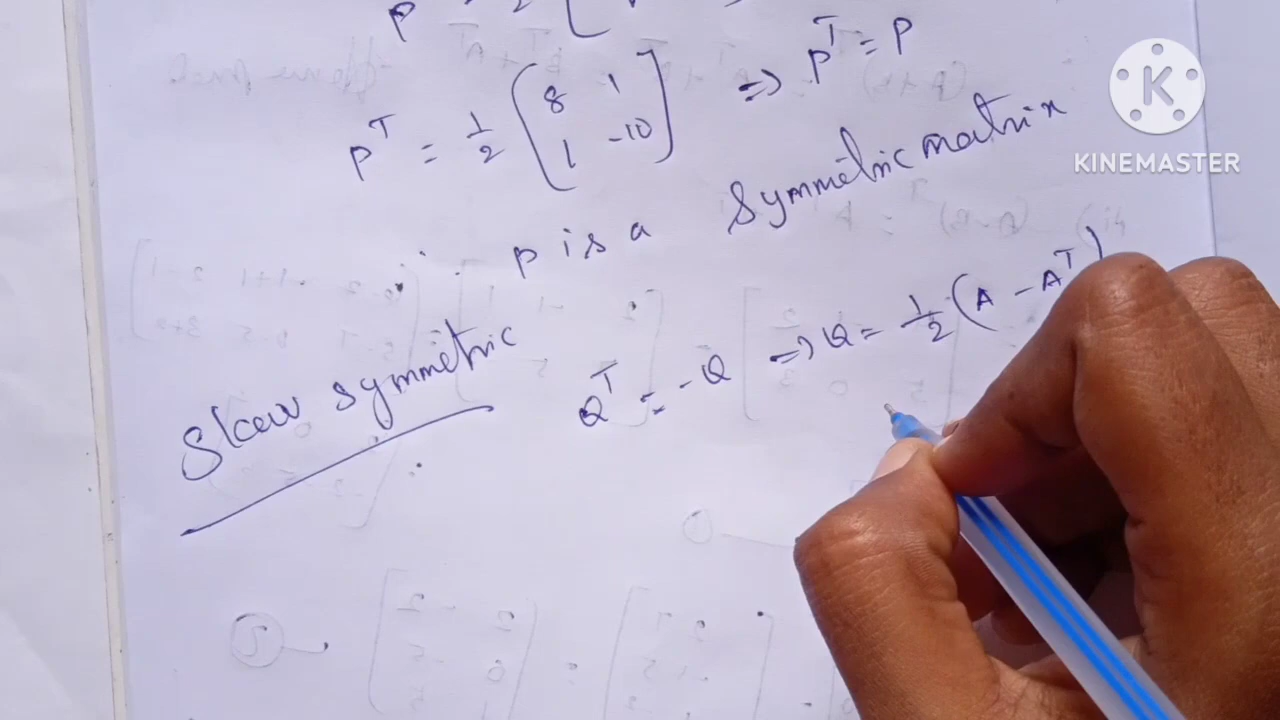 P^T = 1/2 [8 1 1 -10] => P^T = P
∴ P is a Symmetric matrix
Skew symmetric Q^T = -Q => Q = 1/2 (A - A^T)
KINEMASTER